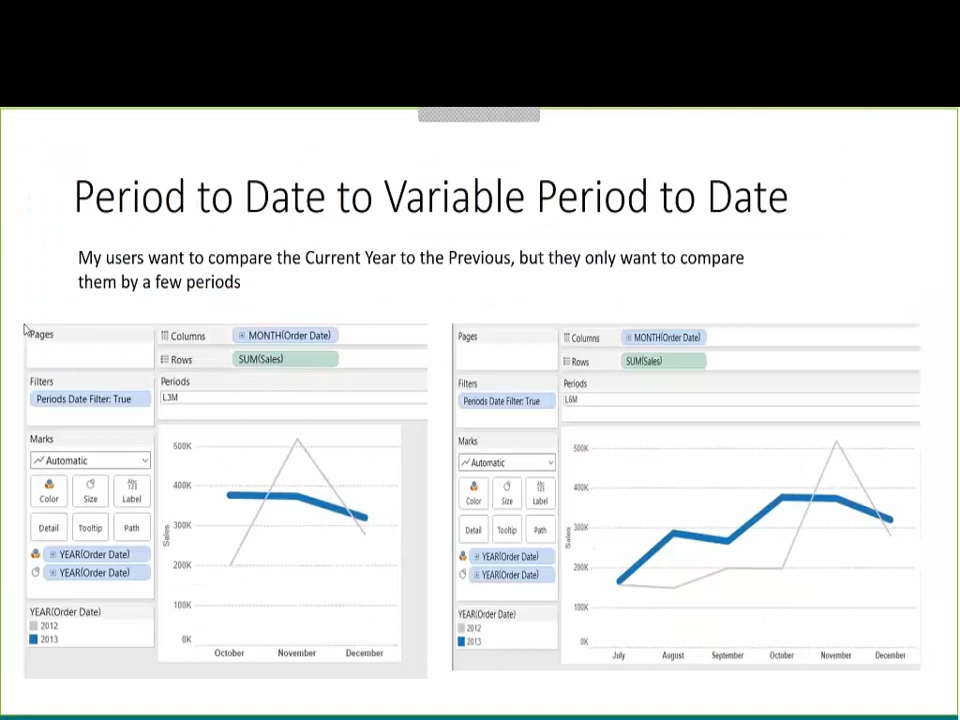 Period to Date to Variable Period to Date
My users want to compare the Current Year to the Previous, but they only want to compare
them by a few periods
Pages
Columns
MONTH(Order Date)
Rows
SUM(Sales)
Filters
Periods Date Filter: True
Periods
L3M
Marks
Automatic
Color
Size
Label
Detail
Tooltip
Path
YEAR(Order Date)
YEAR(Order Date)
YEAR(Order Date)
2012
2013
Sales
500K
400K
300K
200K
100K
0K
October
November
December
Pages
Columns
MONTH(Order Date)
Rows
SUM(Sales)
Filters
Periods Date Filter: True
Periods
L6M
Marks
Automatic
Color
Size
Label
Detail
Tooltip
Path
YEAR(Order Date)
YEAR(Order Date)
YEAR(Order Date)
2012
2013
Sales
500K
400K
300K
200K
100K
0K
July
August
September
October
November
December